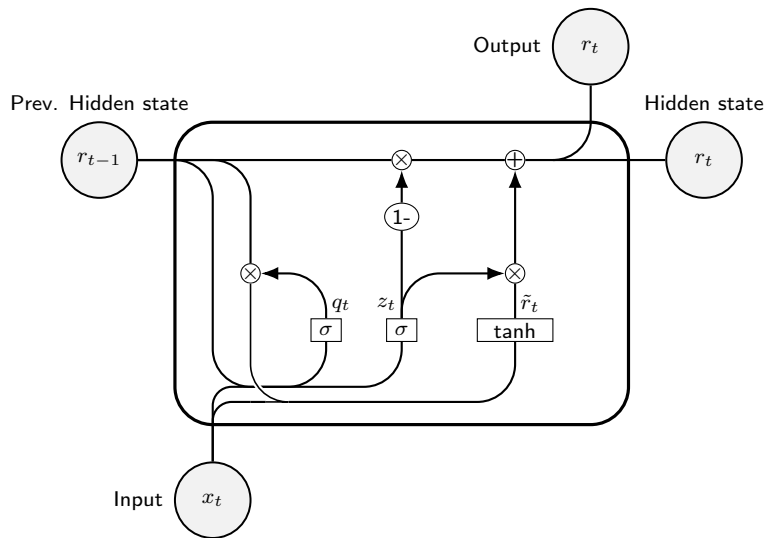 Output
r_t
Prev. Hidden state
Hidden state
r_{t−1}
×
+
r_t
1-
×
×
q_t
z_t
r̃_t
σ
σ
tanh
Input
x_t